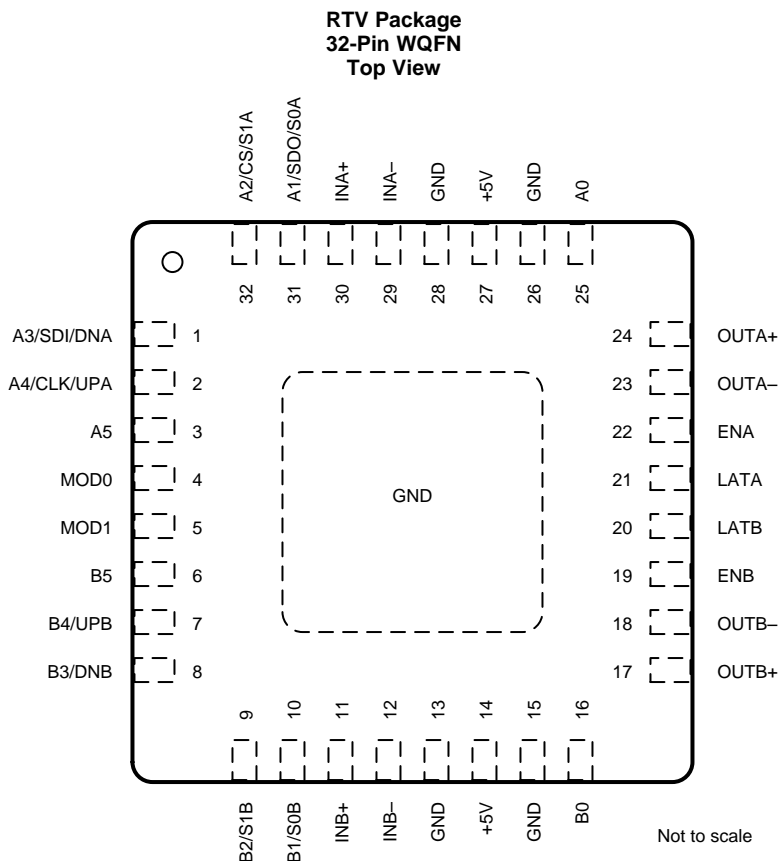 RTV Package
32-Pin WQFN
Top View
A2/CS/S1A
A1/SDO/S0A
INA+
INA–
GND
+5V
GND
A0
32
31
30
29
28
27
26
25
A3/SDI/DNA 1
A4/CLK/UPA 2
A5 3
MOD0 4
MOD1 5
B5 6
B4/UPB 7
B3/DNB 8
GND
24 OUTA+
23 OUTA–
22 ENA
21 LATA
20 LATB
19 ENB
18 OUTB–
17 OUTB+
9
10
11
12
13
14
15
16
B2/S1B
B1/S0B
INB+
INB–
GND
+5V
GND
B0
Not to scale